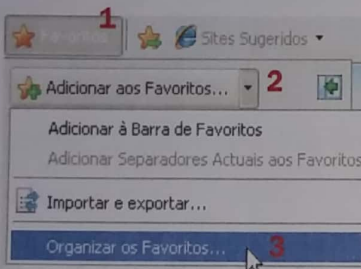 1
Favoritos
Sites Sugeridos
Adicionar aos Favoritos... 2
Adicionar à Barra de Favoritos
Adicionar Separadores Actuais aos Favoritos
Importar e exportar...
Organizar os Favoritos... 3